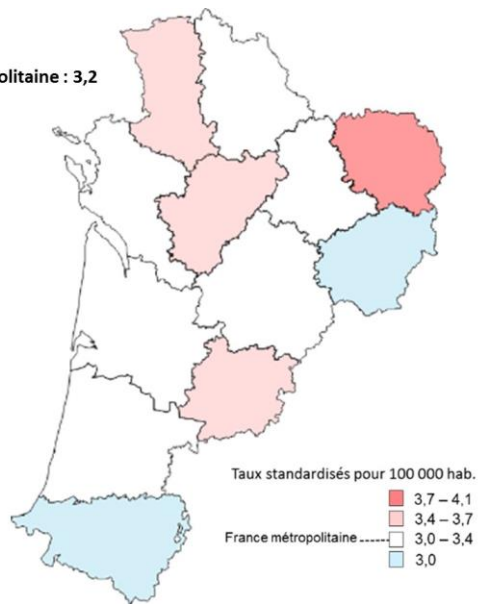 olitaine : 3,2
Taux standardisés pour 100 000 hab.
3,7 – 4,1
3,4 – 3,7
France métropolitaine ------ 3,0 – 3,4
3,0